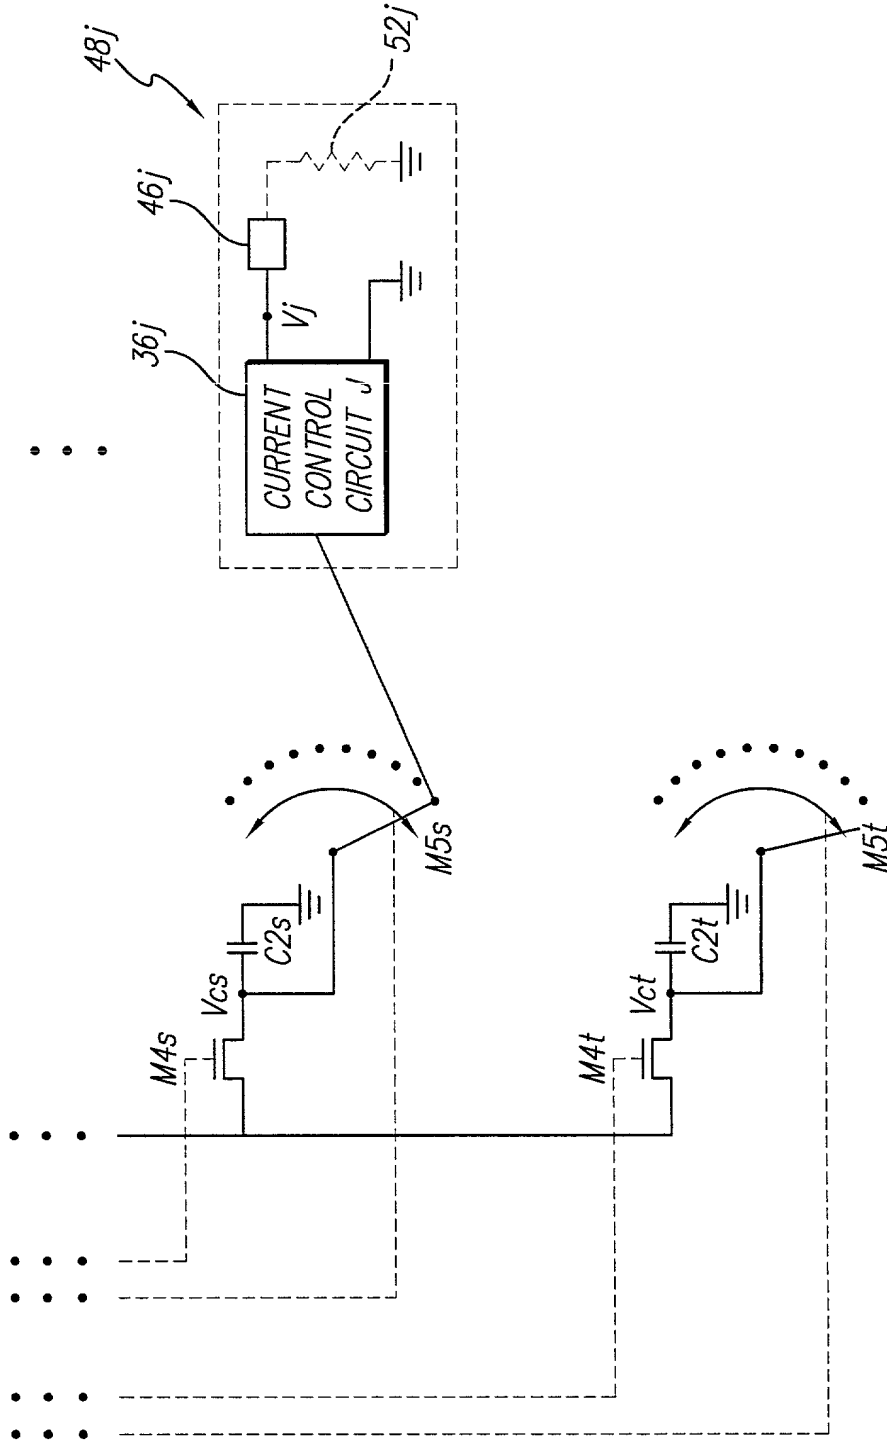 48j
46j
52j
36j
Vj
CURRENT
CONTROL
CIRCUIT J
M4s
Vcs
C2s
M5s
M4t
Vct
C2t
M5t